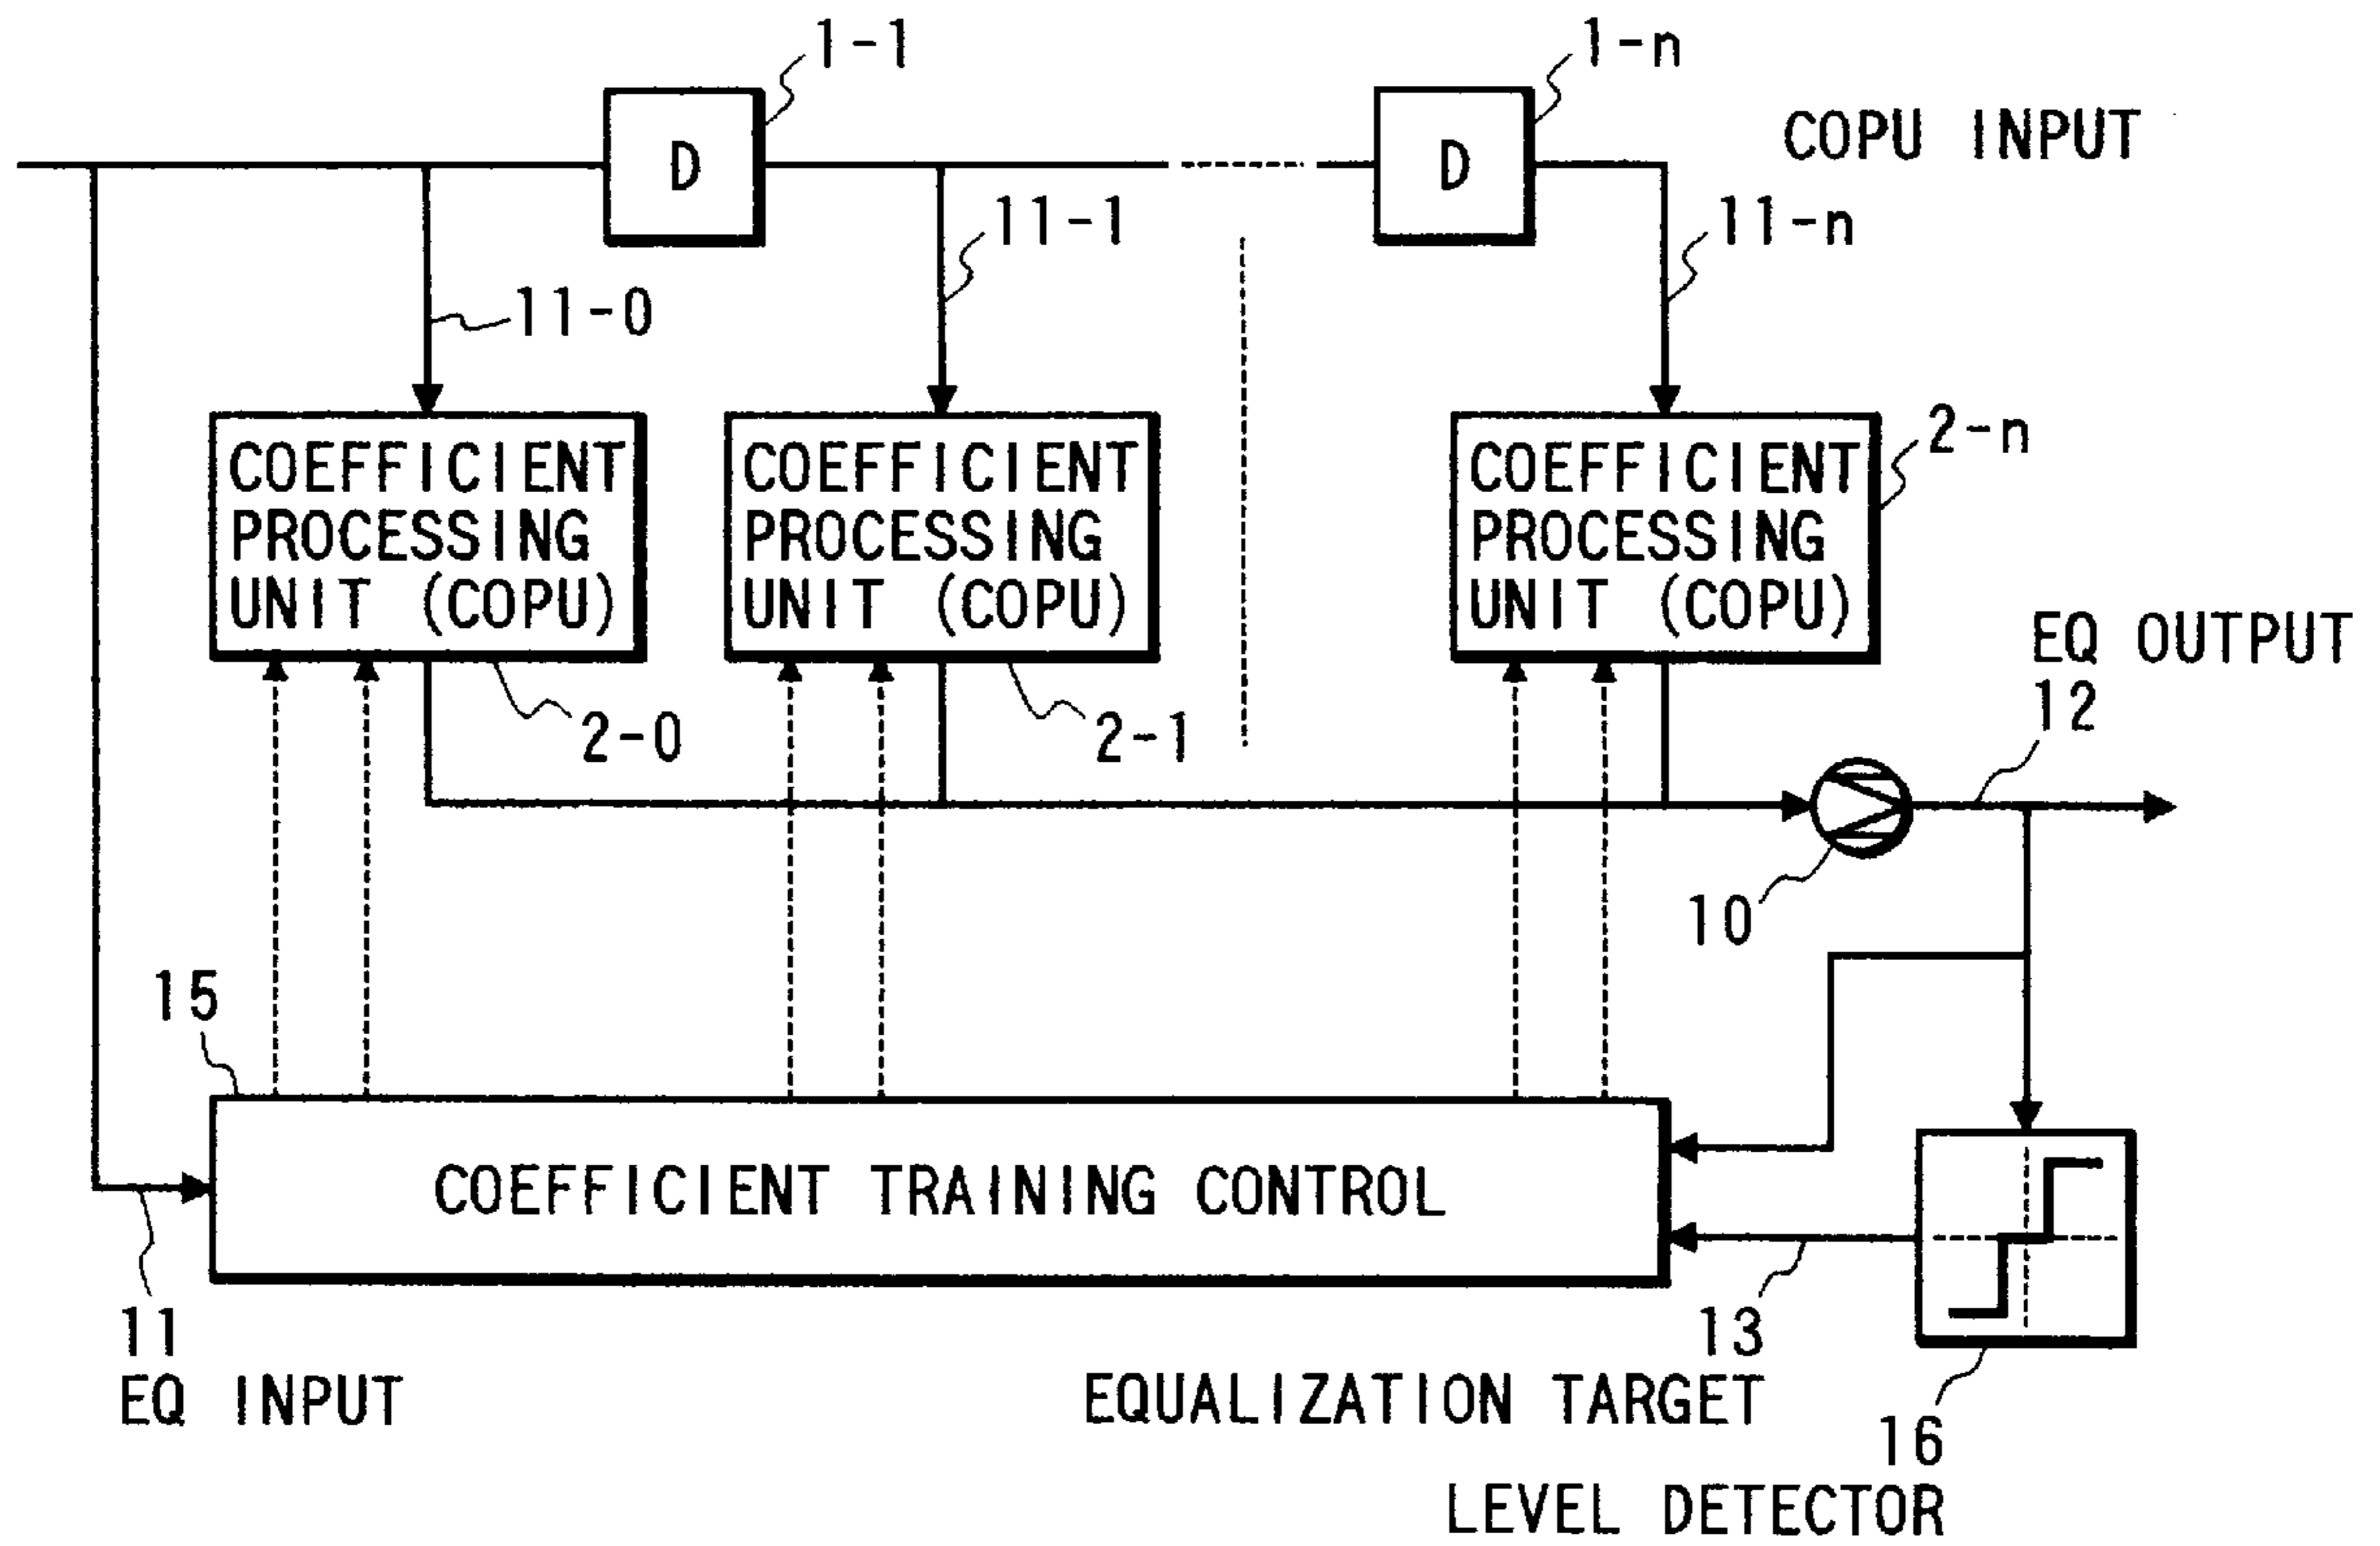 1-1
1-n
D
D
COPU INPUT
11-0
11-1
11-n
COEFFICIENT
PROCESSING
UNIT (COPU)
COEFFICIENT
PROCESSING
UNIT (COPU)
COEFFICIENT
PROCESSING
UNIT (COPU)
2-n
2-0
2-1
EQ OUTPUT
12
10
15
COEFFICIENT TRAINING CONTROL
11
EQ INPUT
13
EQUALIZATION TARGET
16
LEVEL DETECTOR